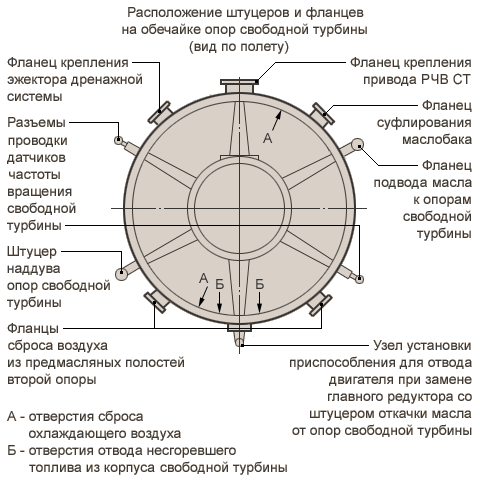 Расположение штуцеров и фланцев
на обечайке опор свободной турбины
(вид по полету)
Фланец крепления
эжектора дренажной
системы
Фланец крепления
привода РЧВ СТ
Разъемы
проводки
датчиков
частоты
вращения
свободной
турбины
Фланец
суфлирования
маслобака
Фланец
подвода масла
к опорам
свободной
турбины
А
Штуцер
наддува
опор свободной
турбины
А
Б
Б
Фланцы
сброса воздуха
из предмасляных полостей
второй опоры
Узел установки
приспособления для отвода
двигателя при замене
главного редуктора со
штуцером откачки масла
от опор свободной турбины
А - отверстия сброса
охлаждающего воздуха
Б - отверстия отвода несгоревшего
топлива из корпуса свободной турбины